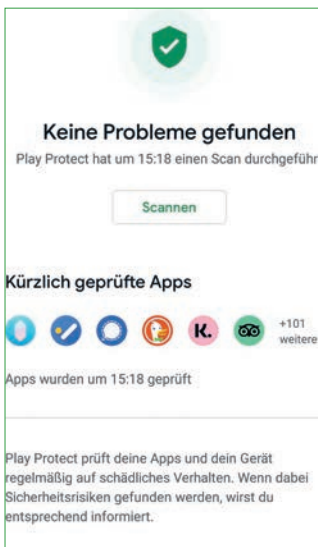 Keine Probleme gefunden
Play Protect hat um 15:18 einen Scan durchgeführ
Scannen
Kürzlich geprüfte Apps
K.
+101
weitere
Apps wurden um 15:18 geprüft
Play Protect prüft deine Apps und dein Gerät
regelmäßig auf schädliches Verhalten. Wenn dabei
Sicherheitsrisiken gefunden werden, wirst du
entsprechend informiert.